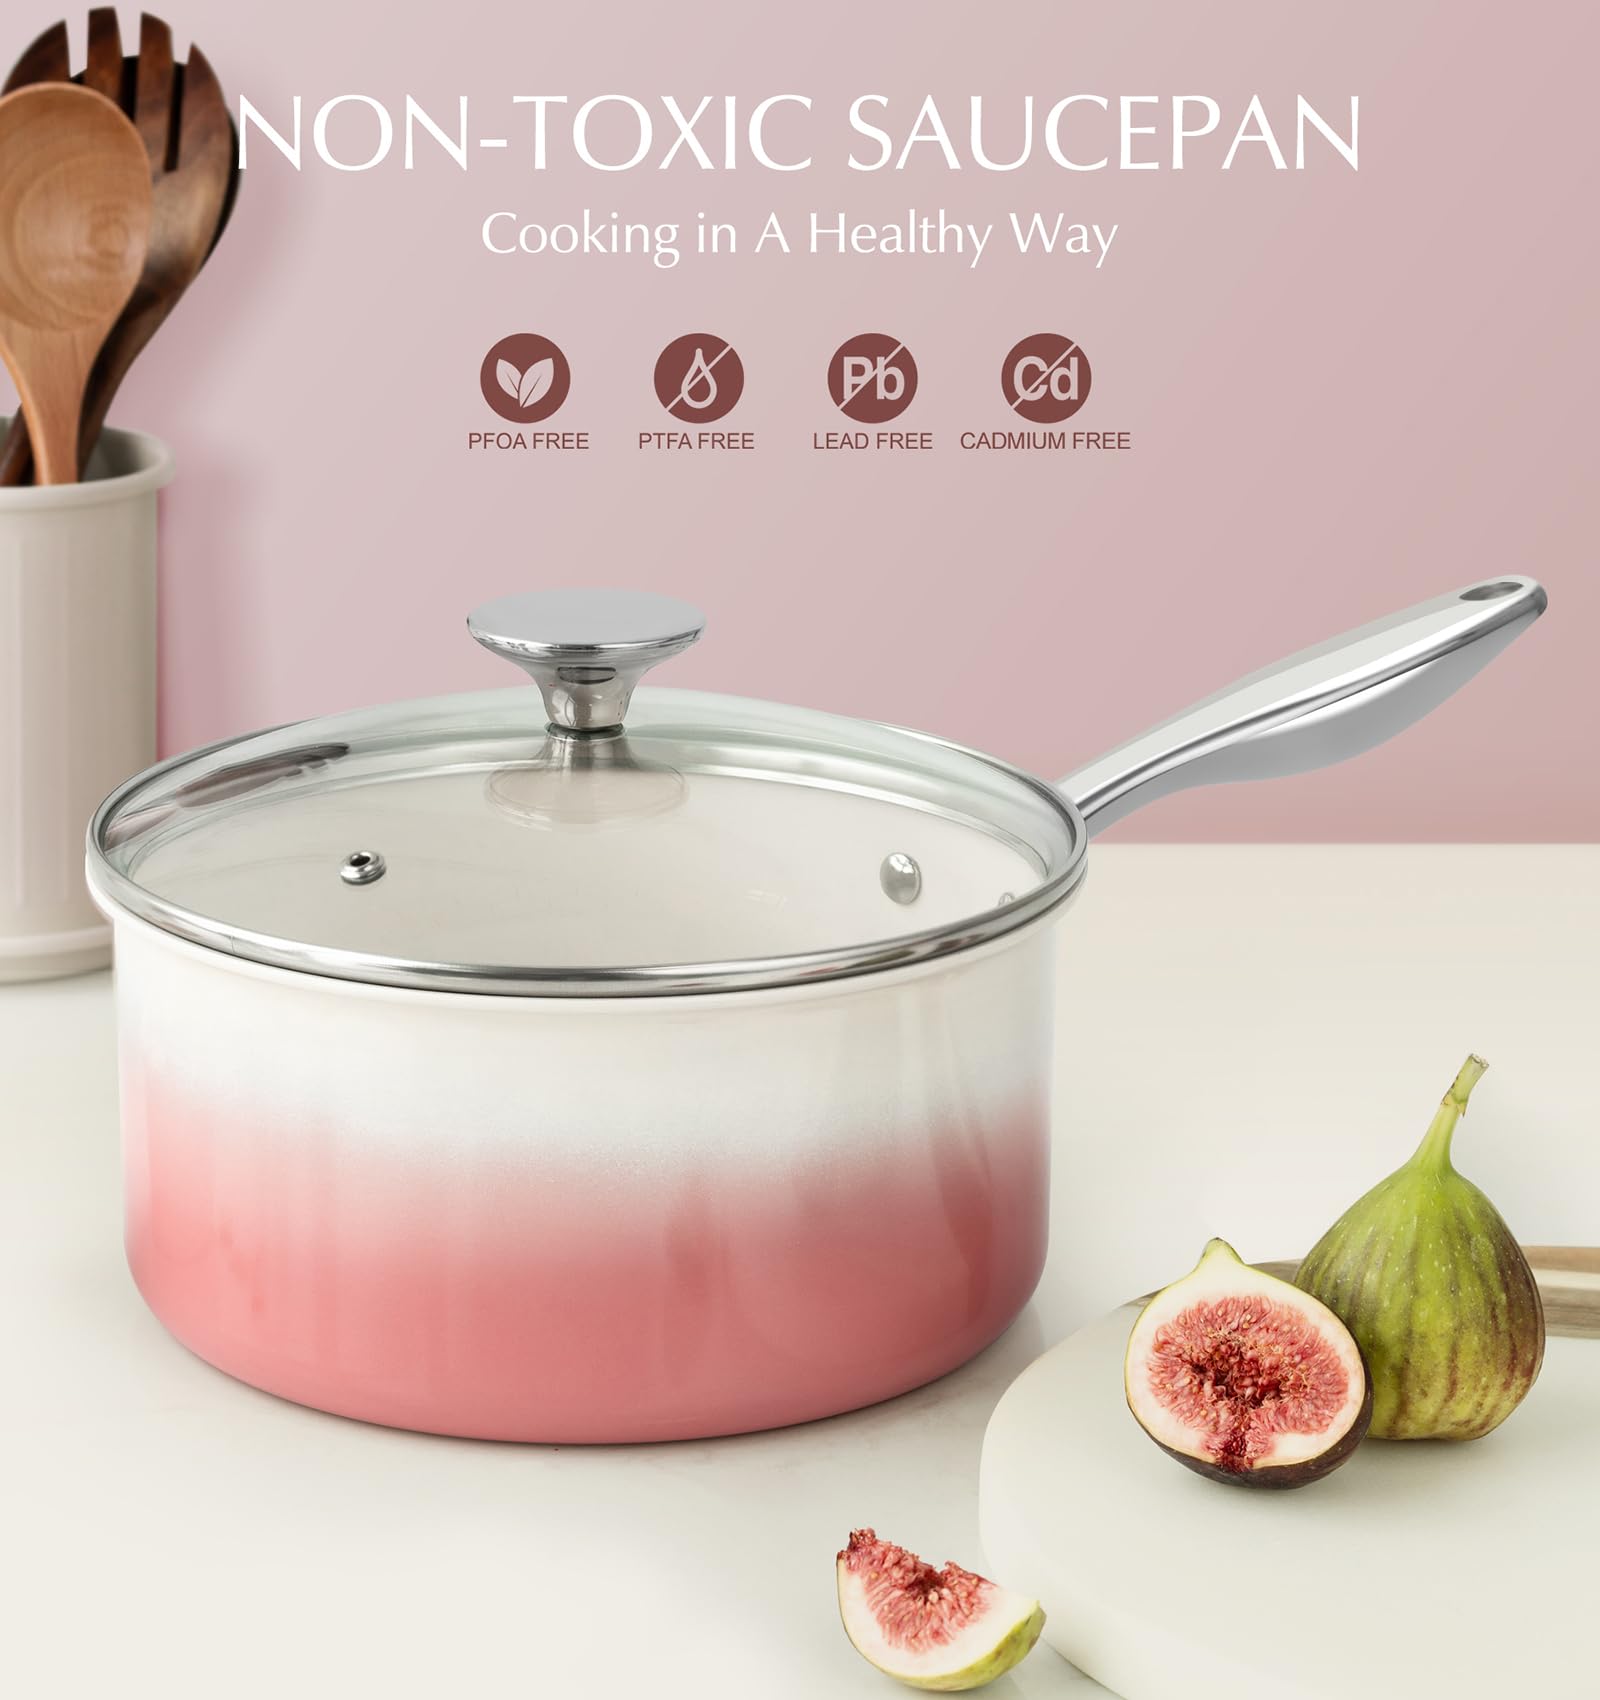 NON-TOXIC SAUCEPAN
Cooking in A Healthy Way
Pb Cd
PFOA FREE PTFA FREE LEAD FREE CADMIUM FREE